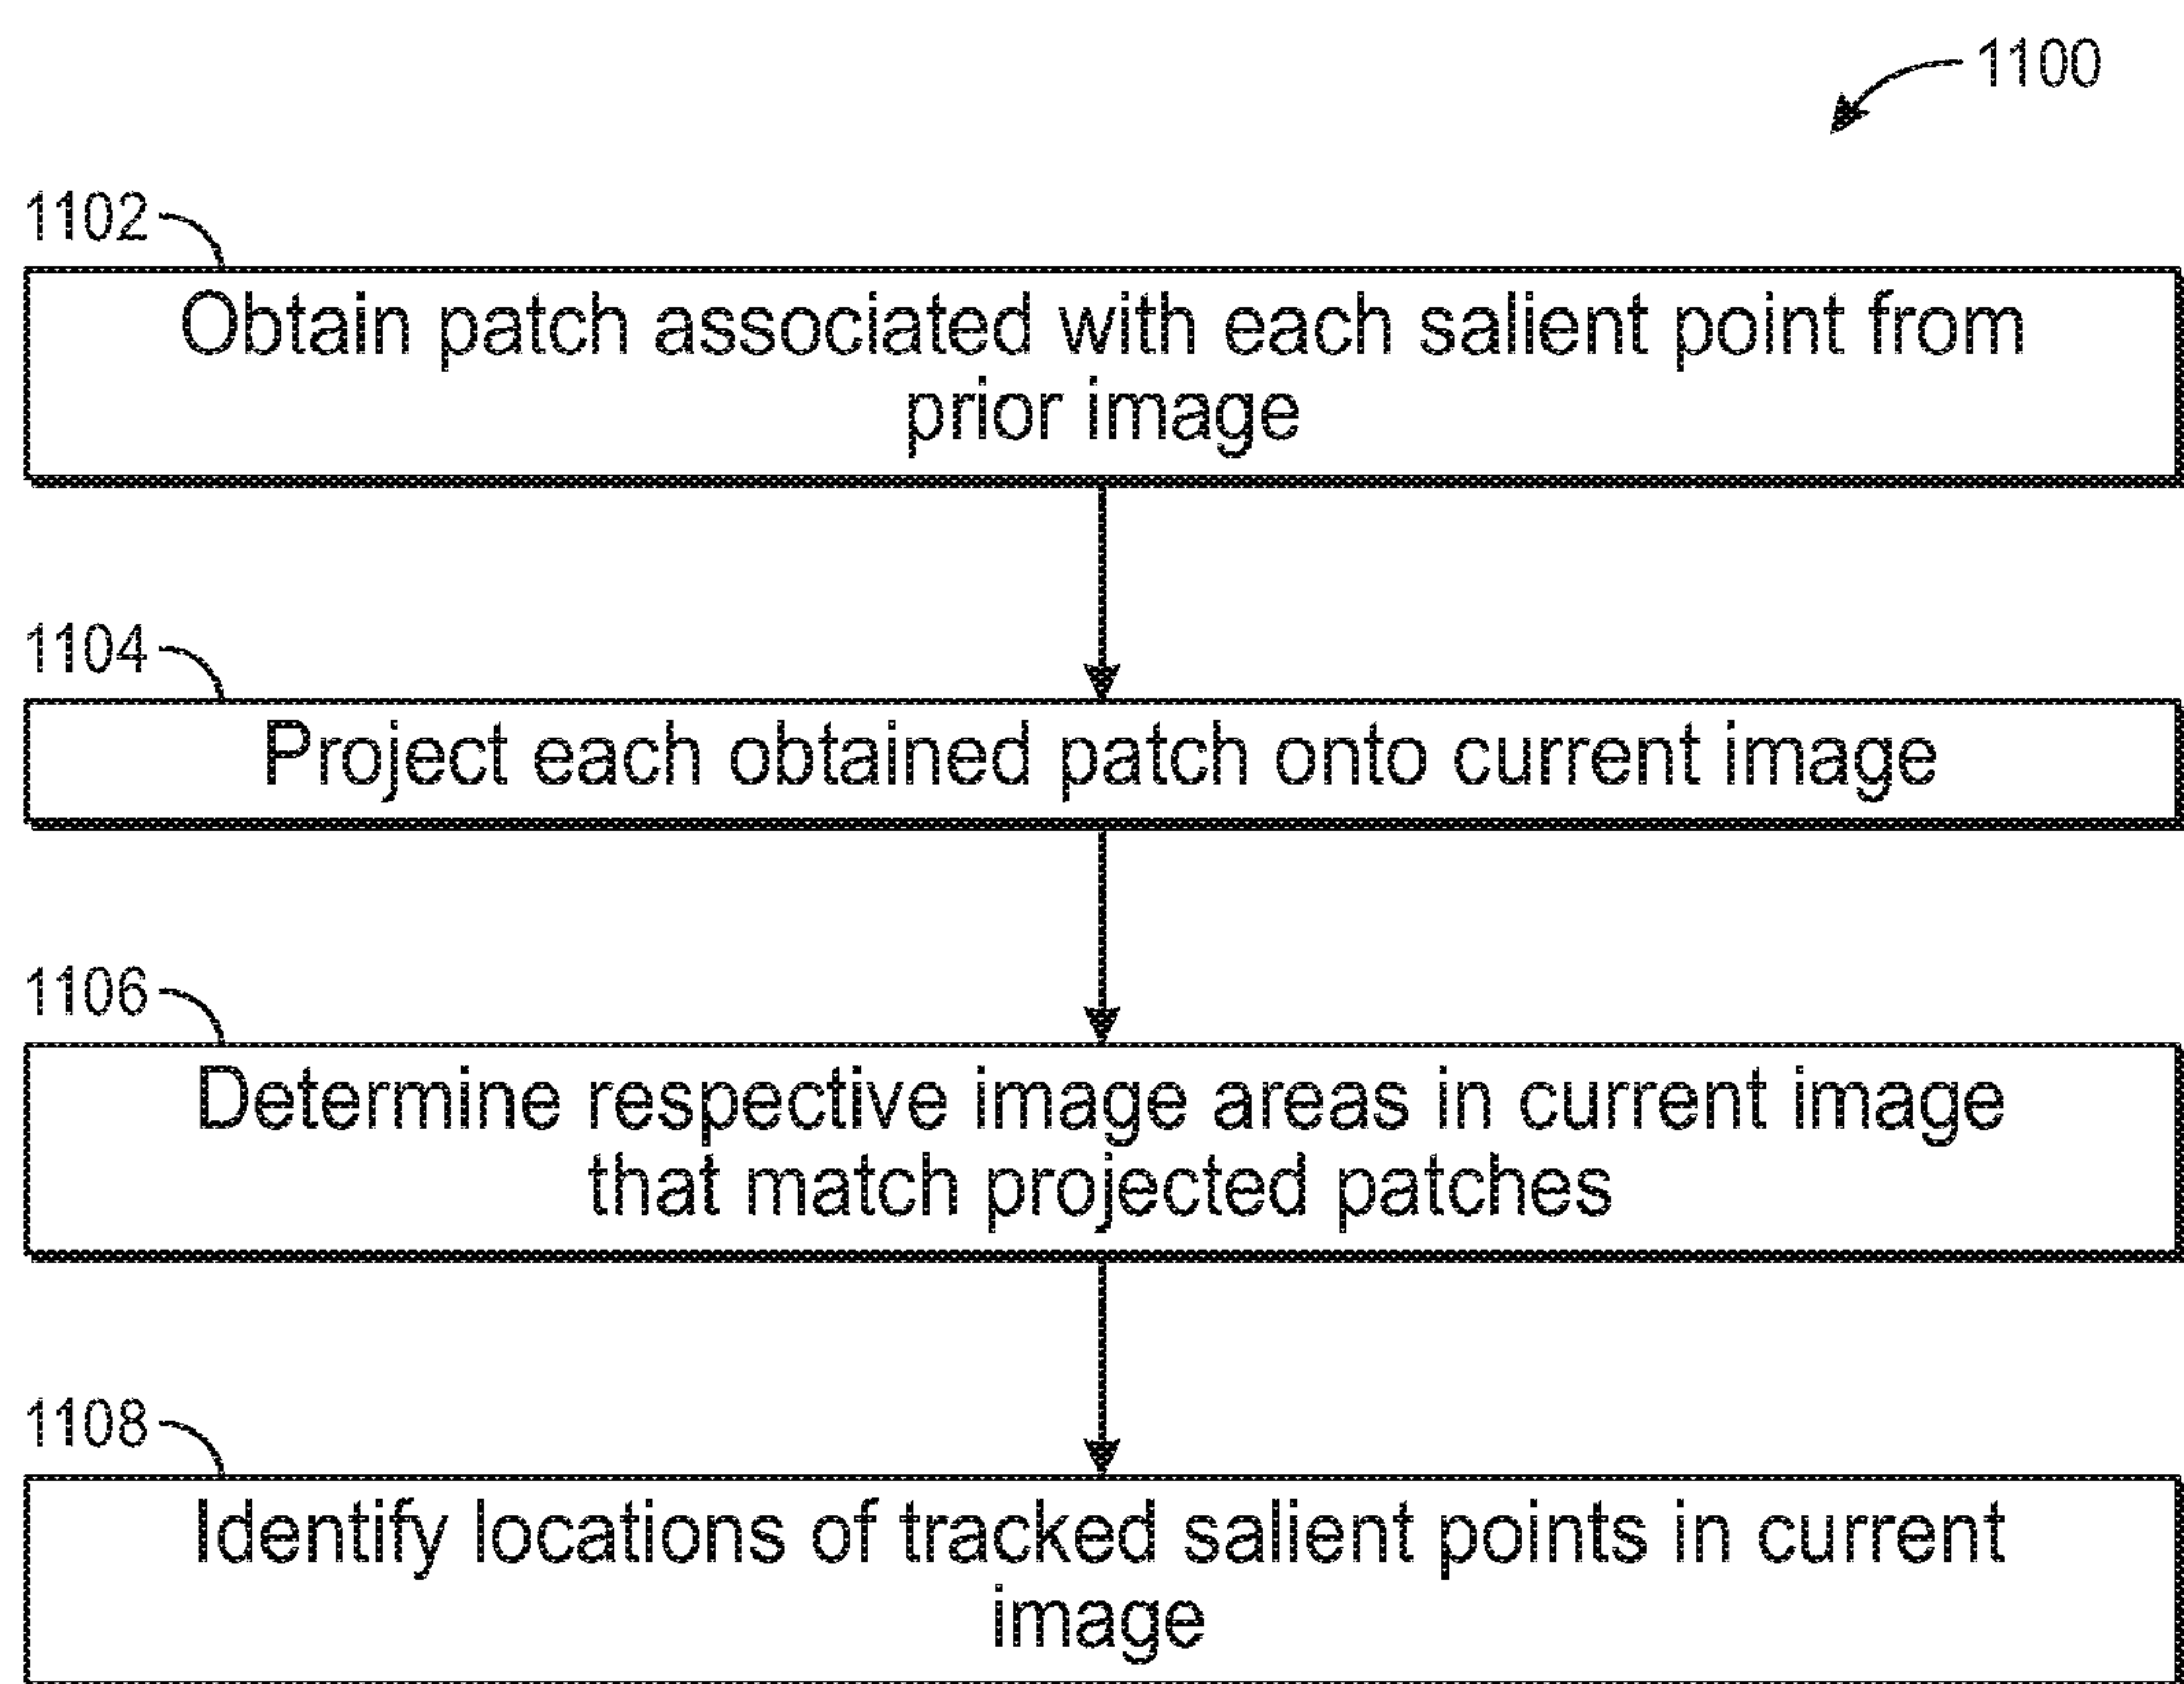 1100
1102
Obtain patch associated with each salient point from
prior image
1104
Project each obtained patch onto current image
1106
Determine respective image areas in current image
that match projected patches
1108
Identify locations of tracked salient points in current
image